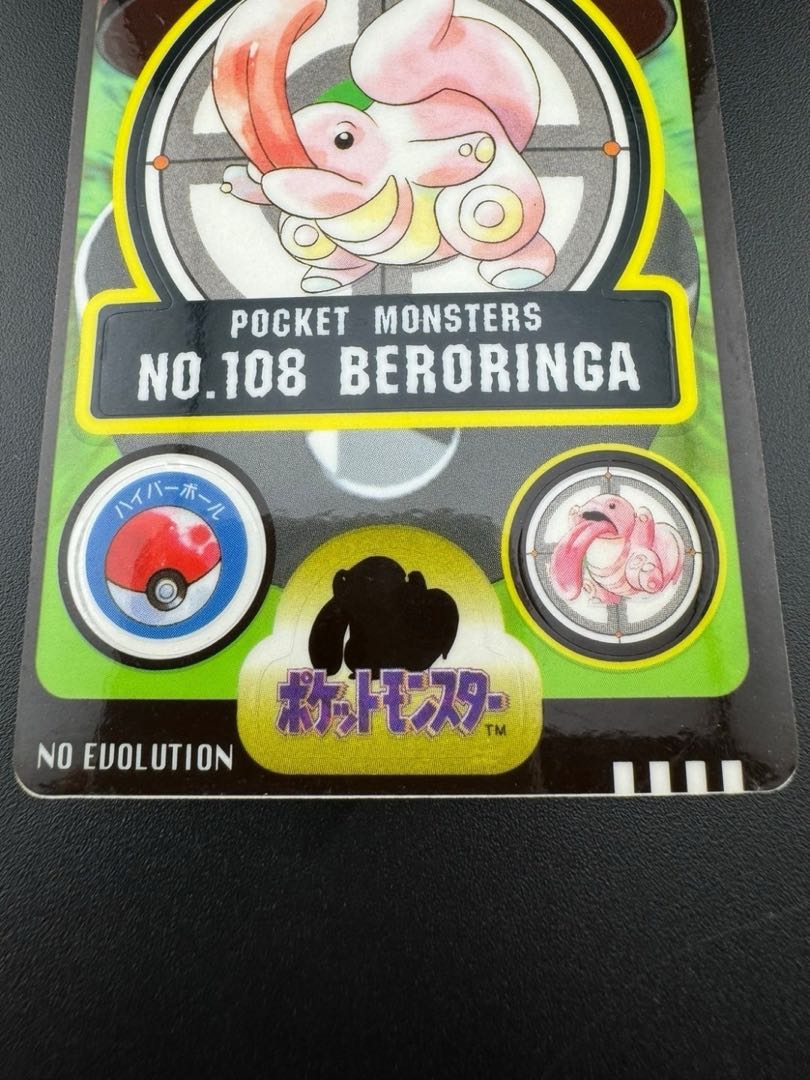 POCKET MONSTERS
NO.108 BERORINGA
ハイパーボール
ポケットモンスター TM
NO EVOLUTION